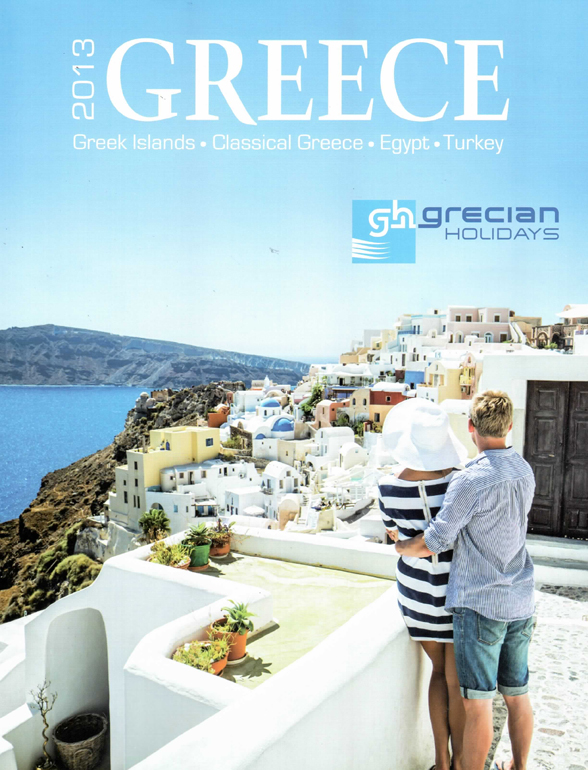 2013
GREECE
Greek Islands • Classical Greece • Egypt • Turkey
gh grecian
HOLIDAYS